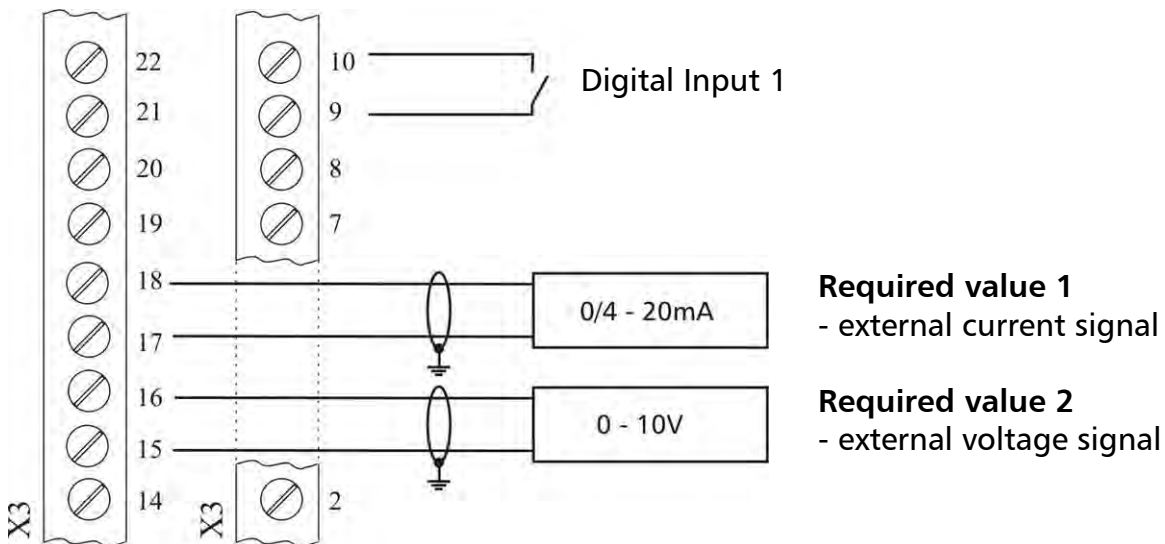 22
10
Digital Input 1
21
9
20
8
19
7
18
0/4 - 20mA
Required value 1
- external current signal
17
16
0 - 10V
Required value 2
- external voltage signal
15
14
2
X3
X3